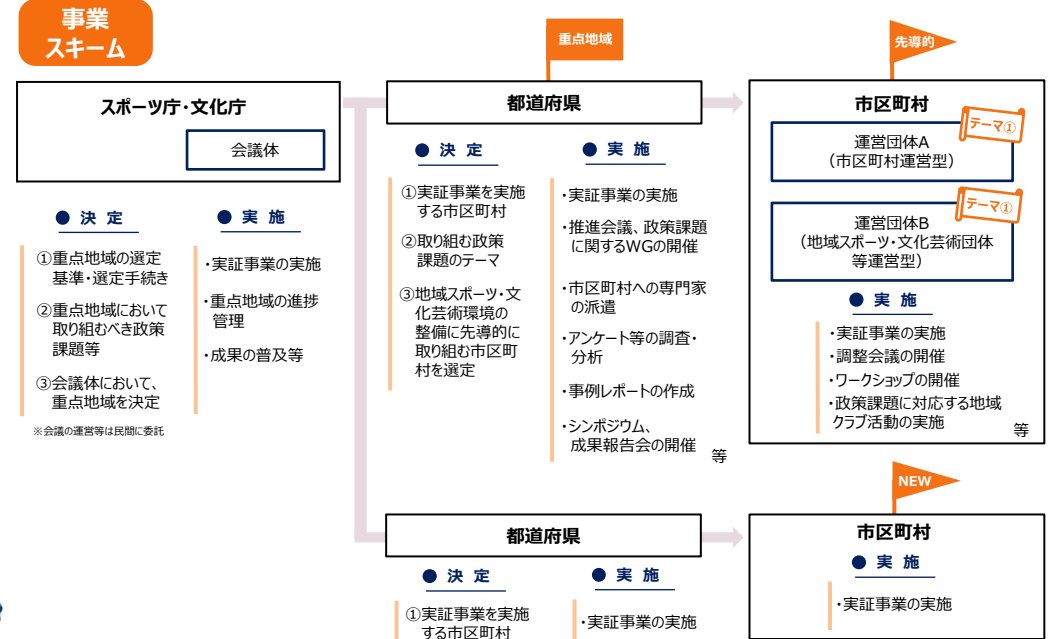 事業
スキーム
スポーツ庁・文化庁
会議体
● 決 定
①重点地域の選定
基準・選定手続き
②重点地域において
取り組むべき政策
課題等
③会議体において、
重点地域を決定
※会議の運営等は民間に委託
● 実 施
・実証事業の実施
・重点地域の進捗
管理
・成果の普及等
重点地域
都道府県
● 決 定
①実証事業を実施
する市区町村
②取り組む政策
課題のテーマ
③地域スポーツ・文
化芸術環境の
整備に先導的に
取り組む市区町
村を選定
● 実 施
・実証事業の実施
・推進会議、政策課題
に関するWGの開催
・市区町村への専門家
の派遣
・アンケート等の調査・
分析
・事例レポートの作成
・シンポジウム、
成果報告会の開催
等
先導的
市区町村
テーマ①
運営団体A
（市区町村運営型）
テーマ①
運営団体B
（地域スポーツ・文化芸術団体
等運営型）
● 実 施
・実証事業の実施
・調整会議の開催
・ワークショップの開催
・政策課題に対応する地域
クラブ活動の実施
等
都道府県
● 決 定
①実証事業を実施
する市区町村
● 実 施
・実証事業の実施
NEW
市区町村
● 実 施
・実証事業の実施